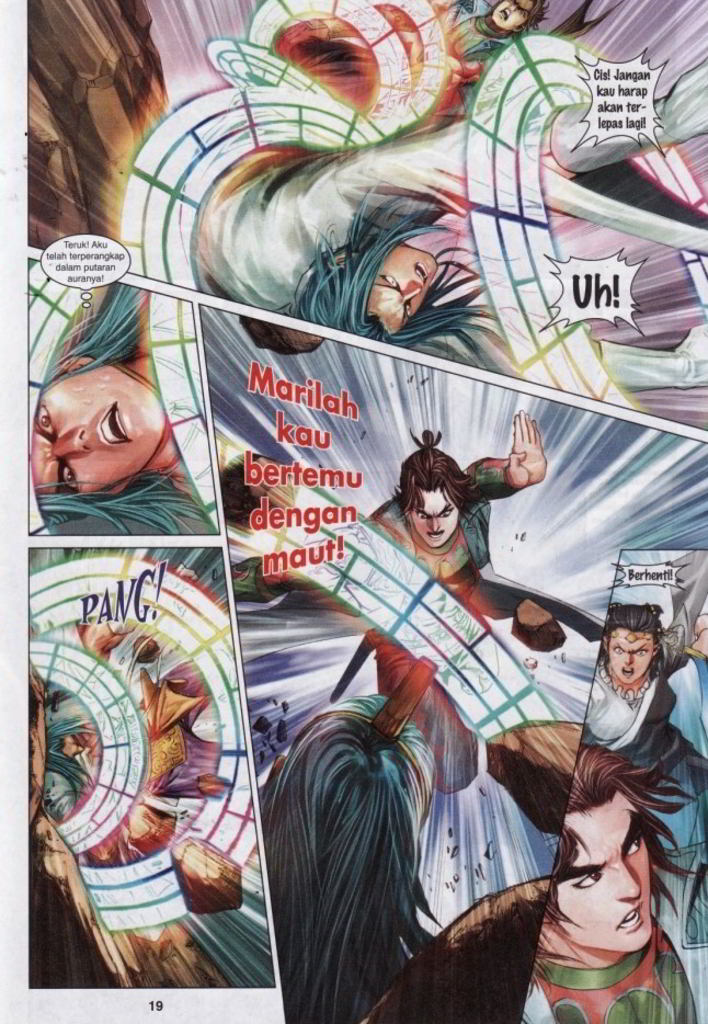 Cis! Jangan
kau harap
akan ter-
lepas lagi!
Uh!
Teruk! Aku
telah terperangkap
dalam putaran
auranya!
Marilah
kau
bertemu
dengan
maut!
Berhenti!
PANG!
19